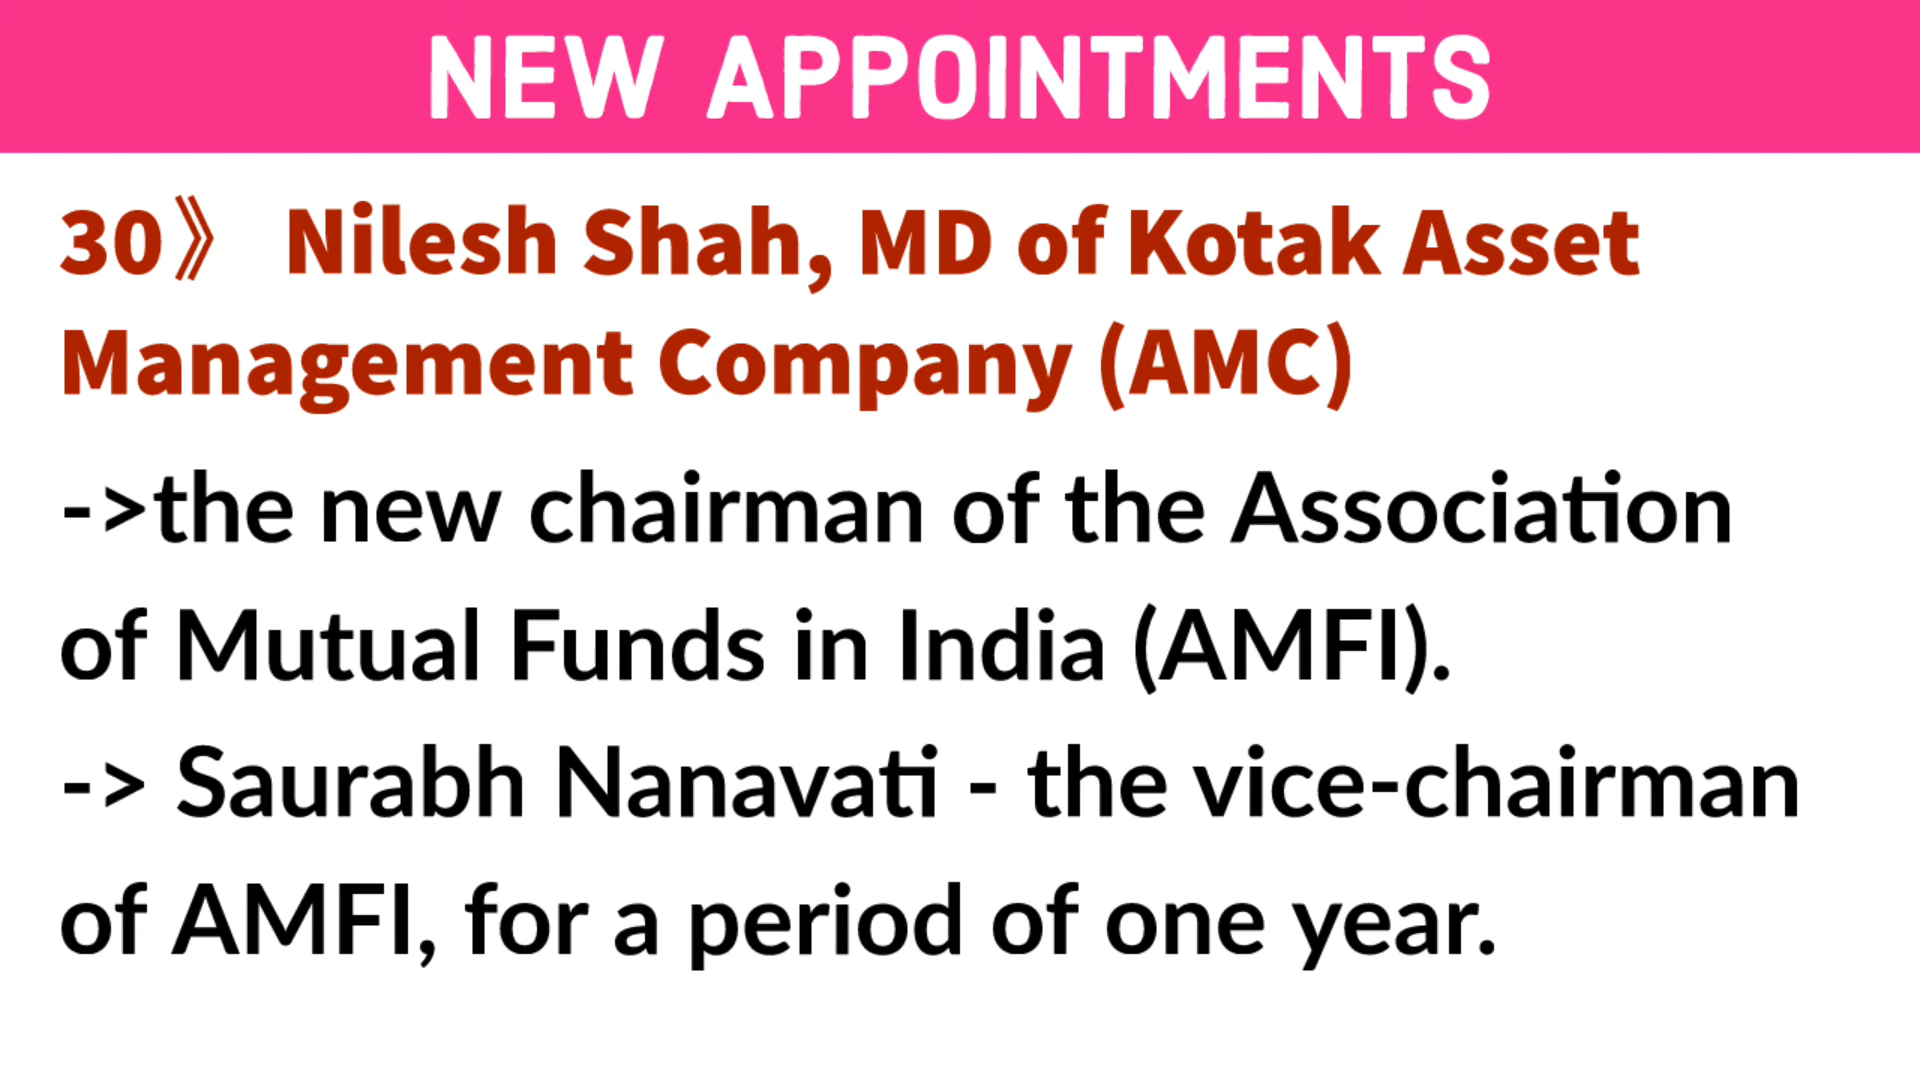 NEW APPOINTMENTS
30》 Nilesh Shah, MD of Kotak Asset
Management Company (AMC)
->the new chairman of the Association
of Mutual Funds in India (AMFI).
-> Saurabh Nanavati - the vice-chairman
of AMFI, for a period of one year.